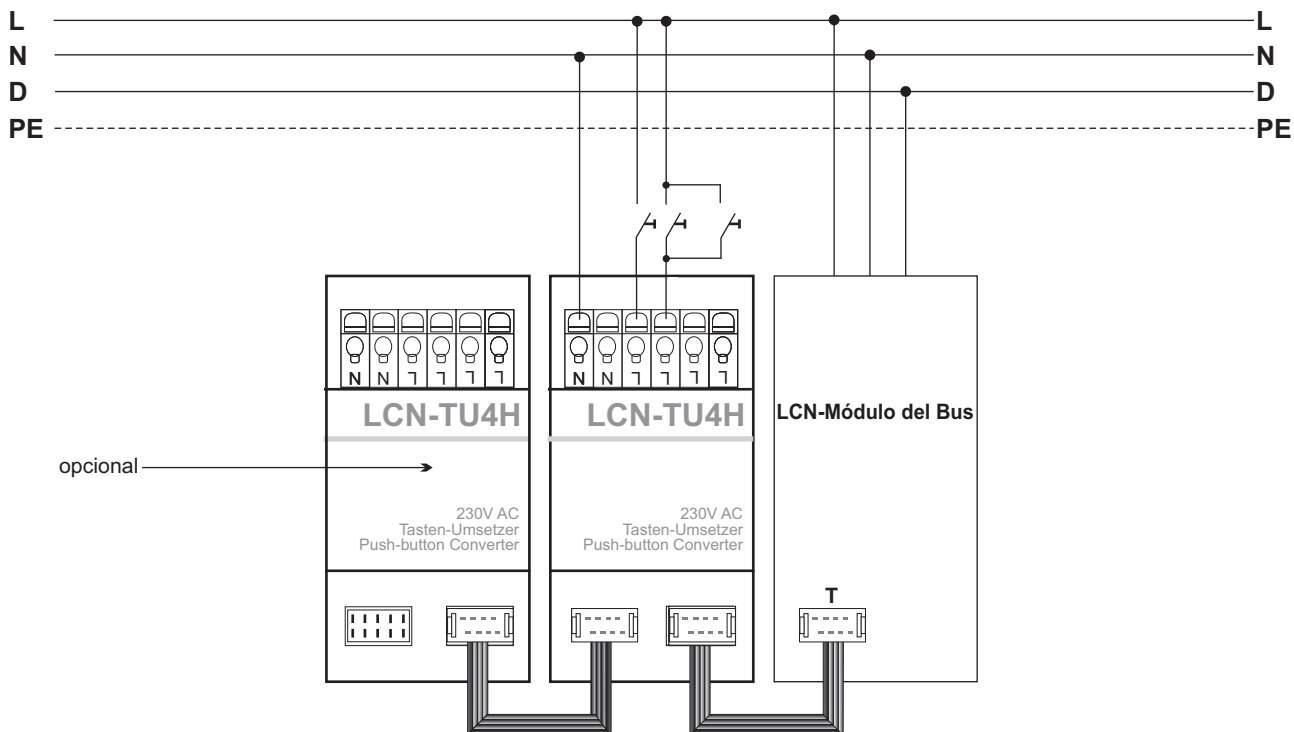 L L
N N
D D
PE PE
N N L L L L
N N L L L L
LCN-TU4H
LCN-TU4H
LCN-Módulo del Bus
opcional
230V AC
Tasten-Umsetzer
Push-button Converter
230V AC
Tasten-Umsetzer
Push-button Converter
T